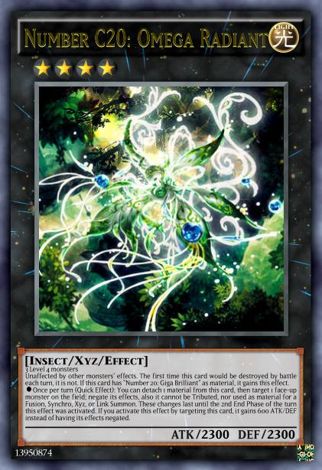 Number C20: Omega Radiant
LIGHT
光
[Insect/Xyz/Effect]
3 Level 4 monsters
Unaffected by other monsters' effects. The first time this card would be destroyed by battle
each turn, it is not. If this card has "Number 20: Giga Brilliant" as material, it gains this effect.
●Once per turn (Quick Effect): You can detach 1 material from this card, then target 1 face-up
monster on the field; negate its effects, also it cannot be Tributed, nor used as material for a
Fusion, Synchro, Xyz, or Link Summon. These changes last until the 2nd End Phase of the turn
this effect was activated. If you activate this effect by targeting this card, it gains 600 ATK/DEF
instead of having its effects negated.
ATK/2300 DEF/2300
13950874